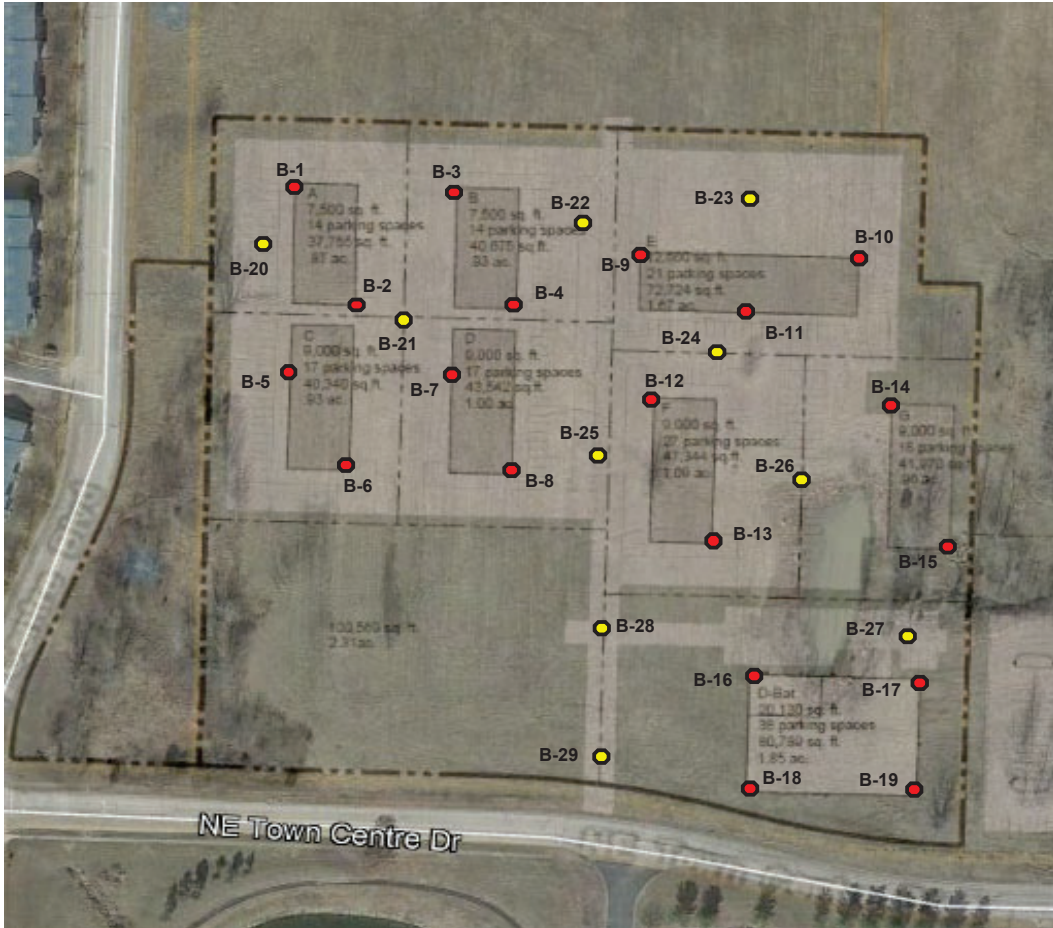 B-1
B-3
A
7,500 sq. ft.
14 parking spaces
37,755 sq. ft.
B
7,500 sq. ft.
14 parking spaces
40,675 sq. ft.
.93 ac.
B-22
B-23
B-20
B-2
B-4
B-21
B-9
E
21 parking spaces
72,724 sq. ft.
1.67 ac.
B-10
B-11
B-24
C
9,000 sq. ft.
17 parking spaces
40,340 sq. ft.
.93 ac.
B-5
B-6
D
9,000 sq. ft.
17 parking spaces
43,542 sq. ft.
1.00 ac.
B-7
B-8
B-25
B-12
F
9,000 sq. ft.
27 parking spaces
47,344 sq. ft.
1.09 ac.
B-26
B-13
B-14
G
9,000 sq. ft.
16 parking spaces
41,970 sq. ft.
B-15
2.31 ac.
B-28
B-27
B-16
B-17
D-Bat
20,130 sq. ft.
38 parking spaces
80,789 sq. ft.
1.85 ac.
B-29
B-18
B-19
NE Town Centre Dr